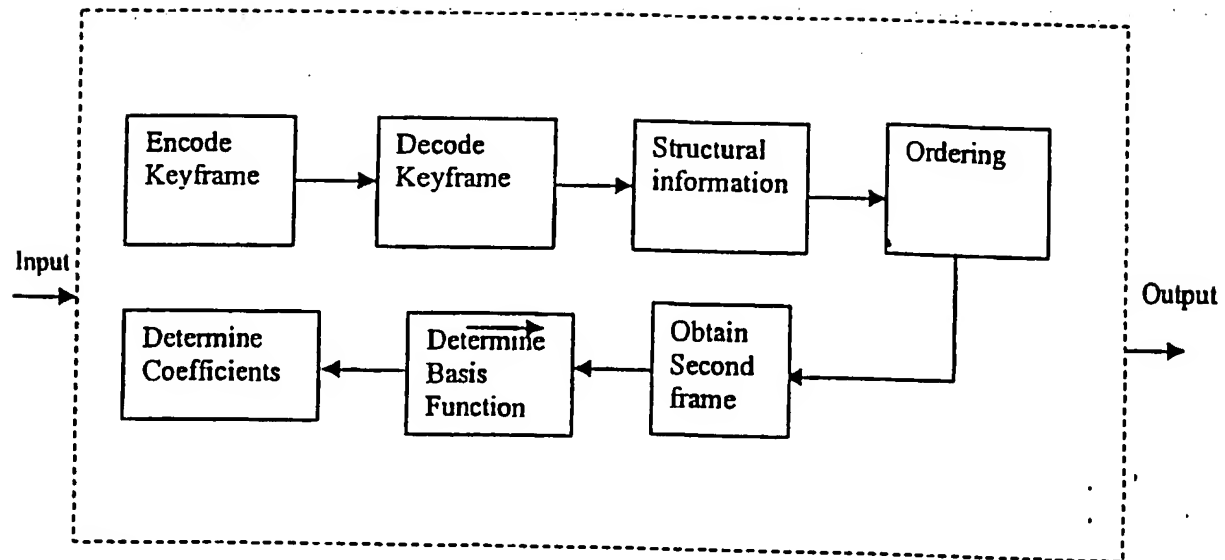 Encode
Keyframe
Decode
Keyframe
Structural
information
Ordering
Input
Output
Determine
Coefficients
Determine
Basis
Function
Obtain
Second
frame